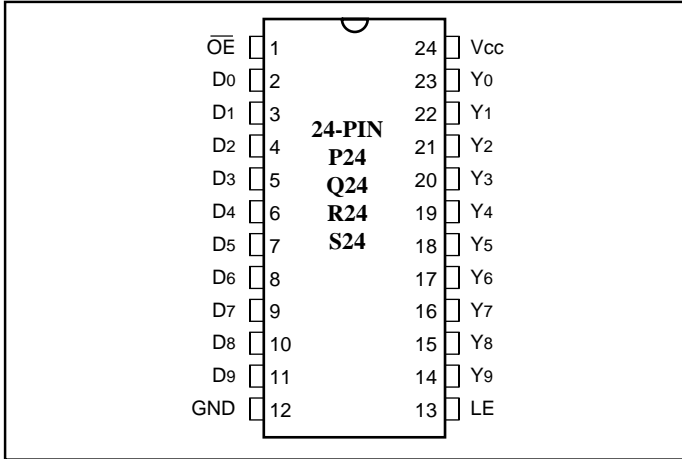 O̅E̅ 1 24 Vcc
D0 2 23 Y0
D1 3 22 Y1
24-PIN
D2 4 21 Y2
P24
D3 5 20 Y3
Q24
D4 6 19 Y4
R24
D5 7 18 Y5
S24
D6 8 17 Y6
D7 9 16 Y7
D8 10 15 Y8
D9 11 14 Y9
GND 12 13 LE